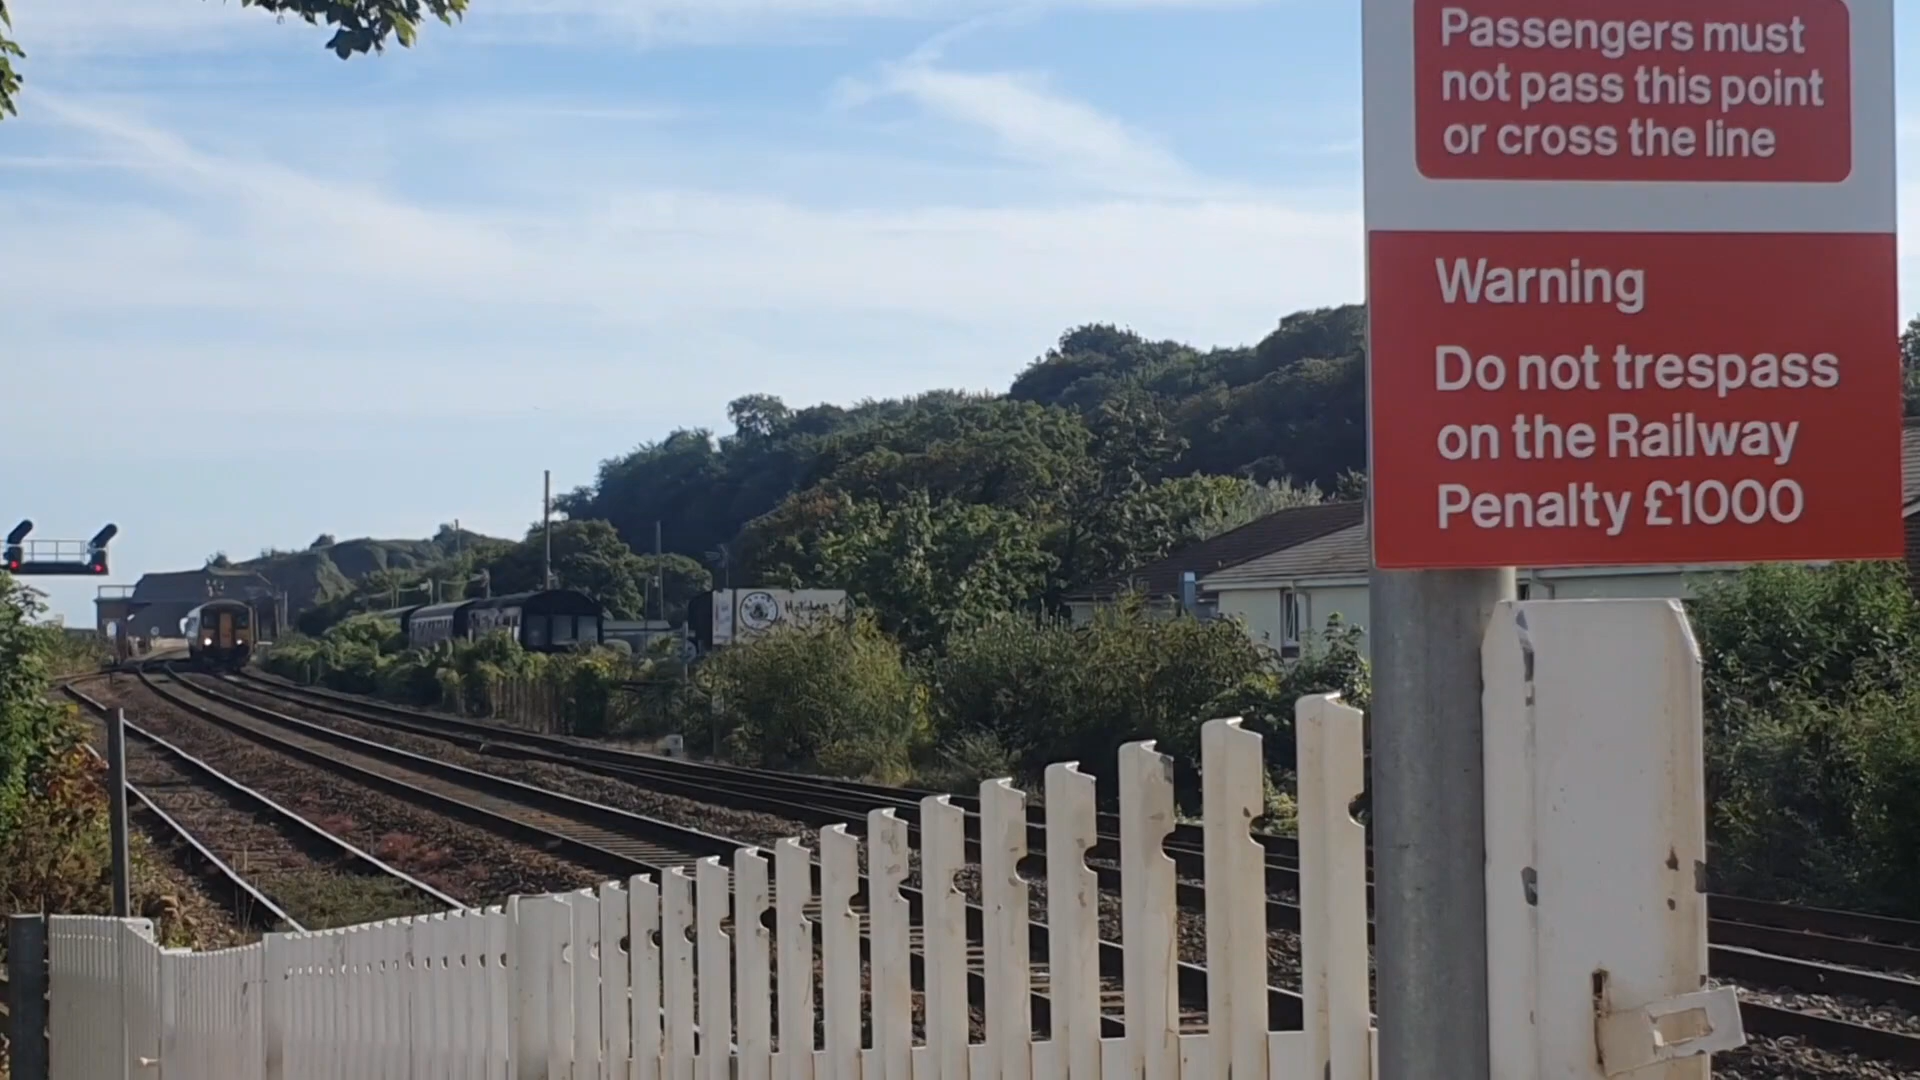 Passengers must
not pass this point
or cross the line
Warning
Do not trespass
on the Railway
Penalty £1000
Holiday